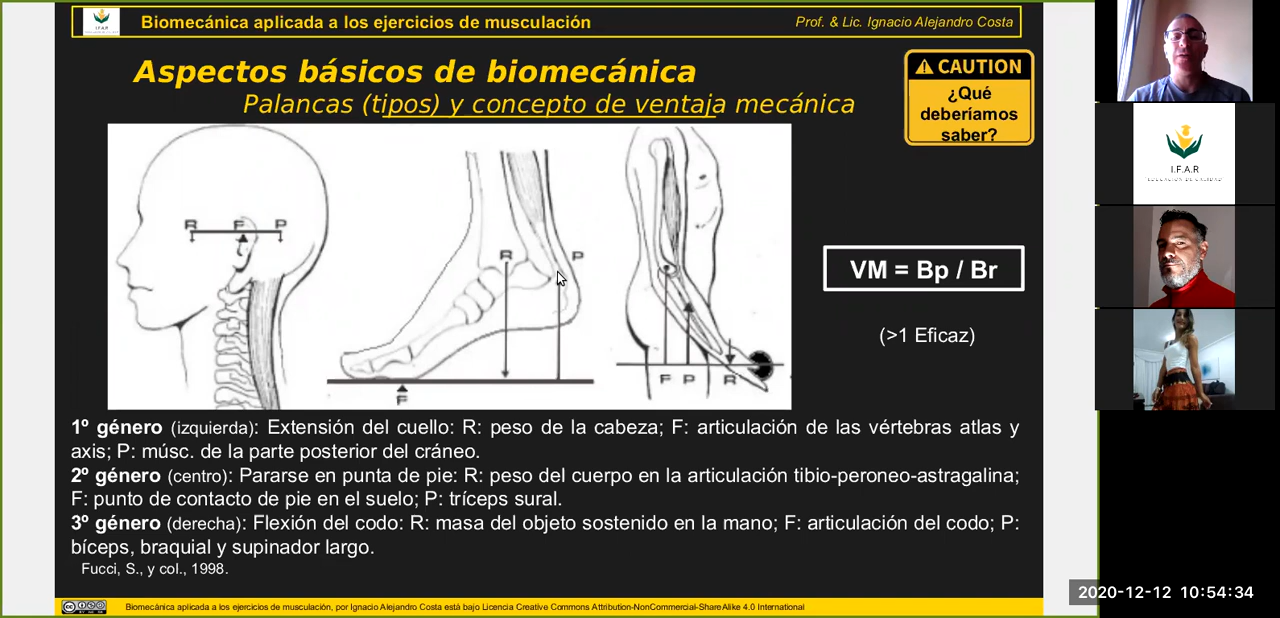 I.F.A.R
Biomecánica aplicada a los ejercicios de musculación
Prof. & Lic. Ignacio Alejandro Costa
Aspectos básicos de biomecánica
Palancas (tipos) y concepto de ventaja mecánica
CAUTION
¿Qué
deberíamos
saber?
R F P
R P
F
F P R
VM = Bp / Br
(>1 Eficaz)
1º género (izquierda): Extensión del cuello: R: peso de la cabeza; F: articulación de las vértebras atlas y
axis; P: músc. de la parte posterior del cráneo.
2º género (centro): Pararse en punta de pie: R: peso del cuerpo en la articulación tibio-peroneo-astragalina;
F: punto de contacto de pie en el suelo; P: tríceps sural.
3º género (derecha): Flexión del codo: R: masa del objeto sostenido en la mano; F: articulación del codo; P:
bíceps, braquial y supinador largo.
Fucci, S., y col., 1998.
Biomecánica aplicada a los ejercicios de musculación, por Ignacio Alejandro Costa está bajo Licencia Creative Commons Attribution-NonCommercial-ShareAlike 4.0 International
I.F.A.R
2020-12-12 10:54:34